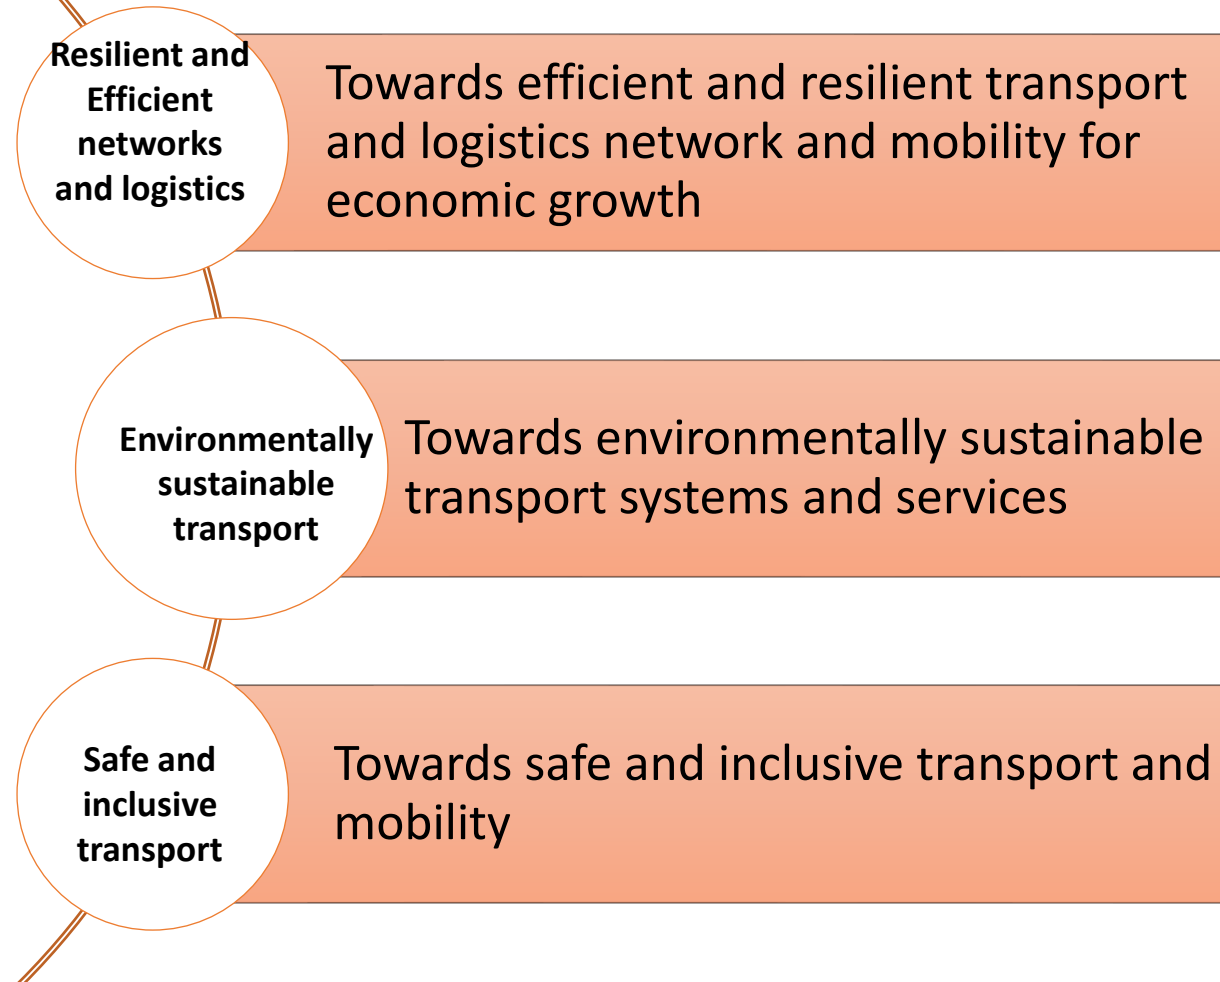 Resilient and
Efficient
networks
and logistics
Towards efficient and resilient transport
and logistics network and mobility for
economic growth
Environmentally
sustainable
transport
Towards environmentally sustainable
transport systems and services
Safe and
inclusive
transport
Towards safe and inclusive transport and
mobility